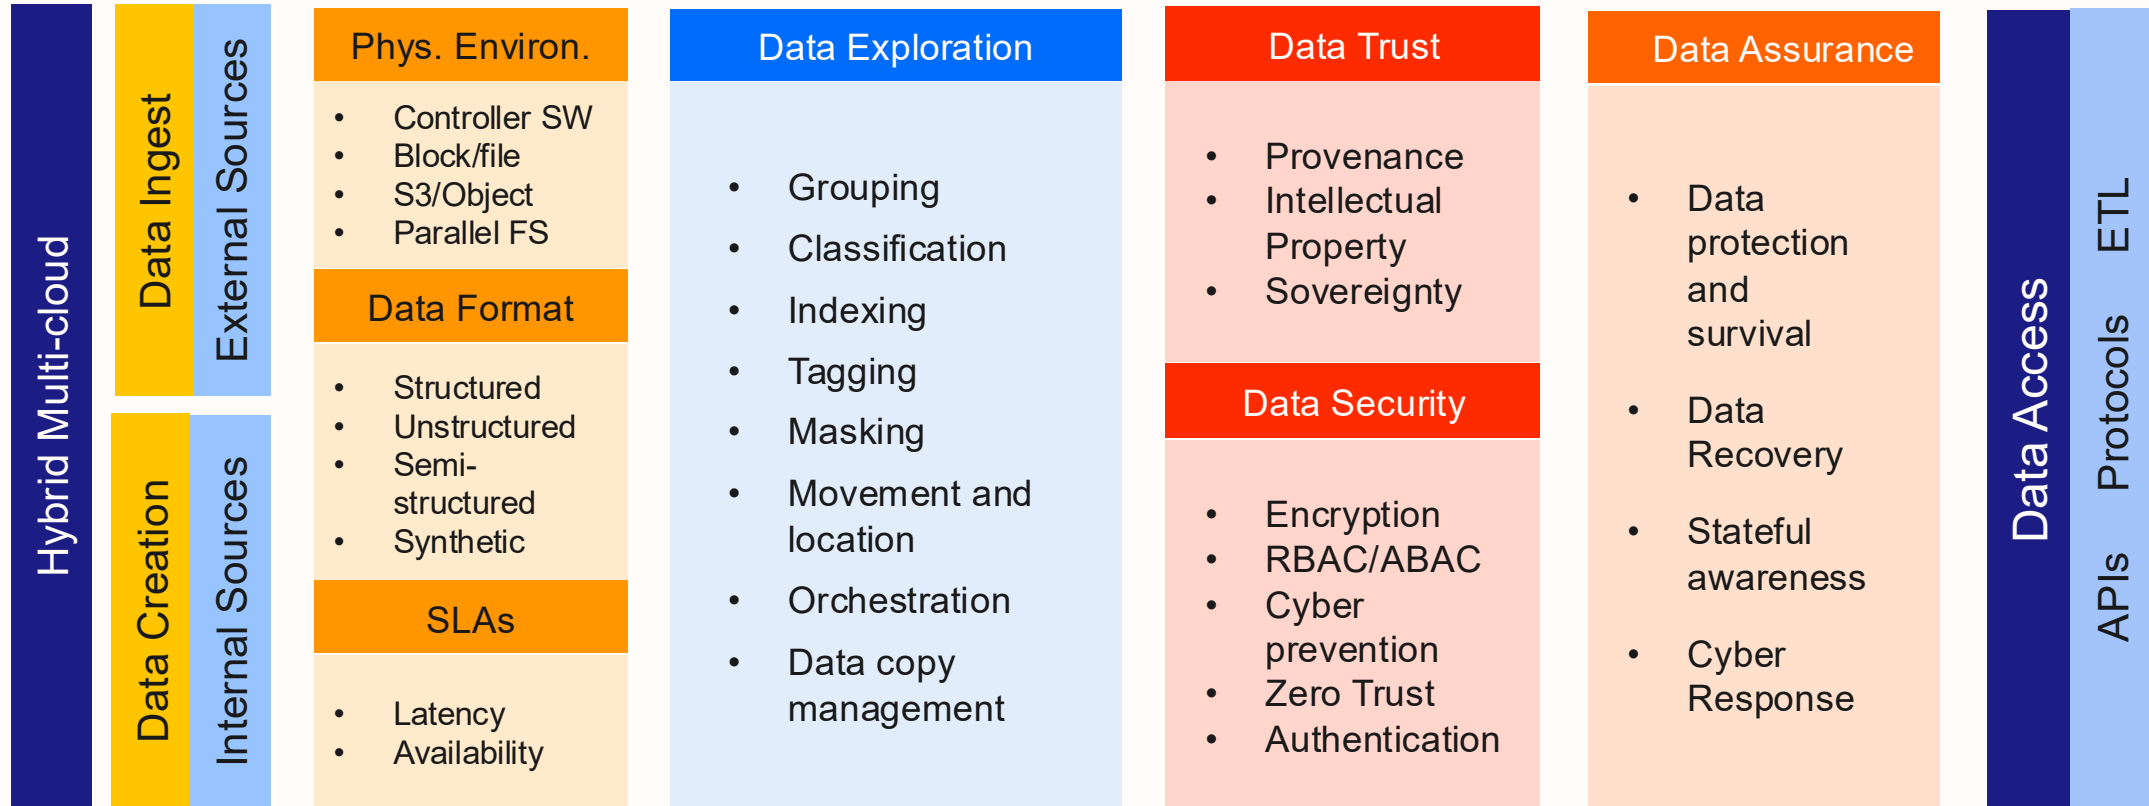 Hybrid Multi-cloud
Data Ingest
External Sources
Data Creation
Internal Sources
Phys. Environ.
• Controller SW
• Block/file
• S3/Object
• Parallel FS
Data Format
• Structured
• Unstructured
• Semi-
structured
• Synthetic
SLAs
• Latency
• Availability
Data Exploration
• Grouping
• Classification
• Indexing
• Tagging
• Masking
• Movement and
location
• Orchestration
• Data copy
management
Data Trust
• Provenance
• Intellectual
Property
• Sovereignty
Data Security
• Encryption
• RBAC/ABAC
• Cyber
prevention
• Zero Trust
• Authentication
Data Assurance
• Data
protection
and
survival
• Data
Recovery
• Stateful
awareness
• Cyber
Response
Data Access
APIs Protocols ETL